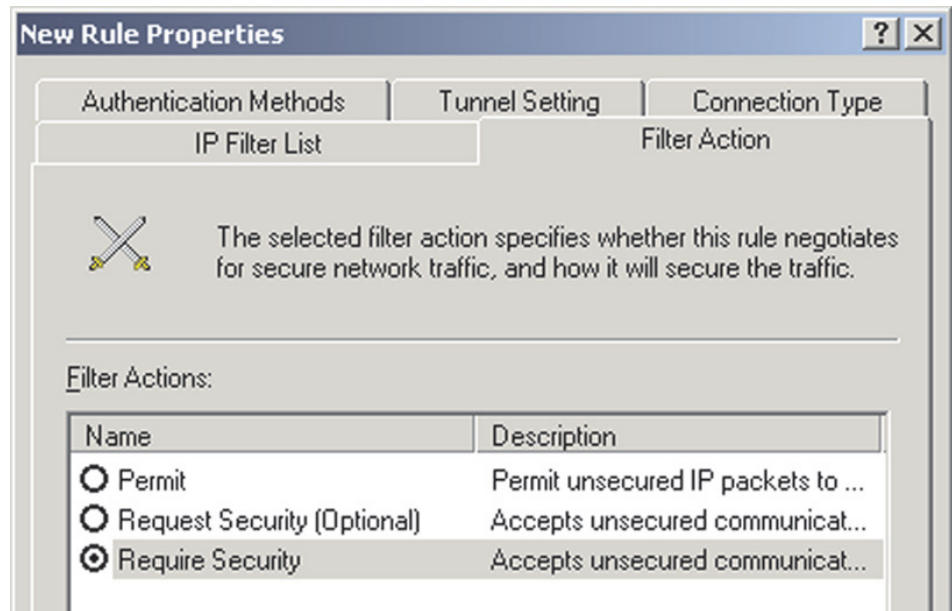 New Rule Properties
Authentication Methods Tunnel Setting Connection Type
IP Filter List Filter Action
The selected filter action specifies whether this rule negotiates
for secure network traffic, and how it will secure the traffic.
Filter Actions:
Name Description
Permit Permit unsecured IP packets to ...
Request Security (Optional) Accepts unsecured communicat...
Require Security Accepts unsecured communicat...